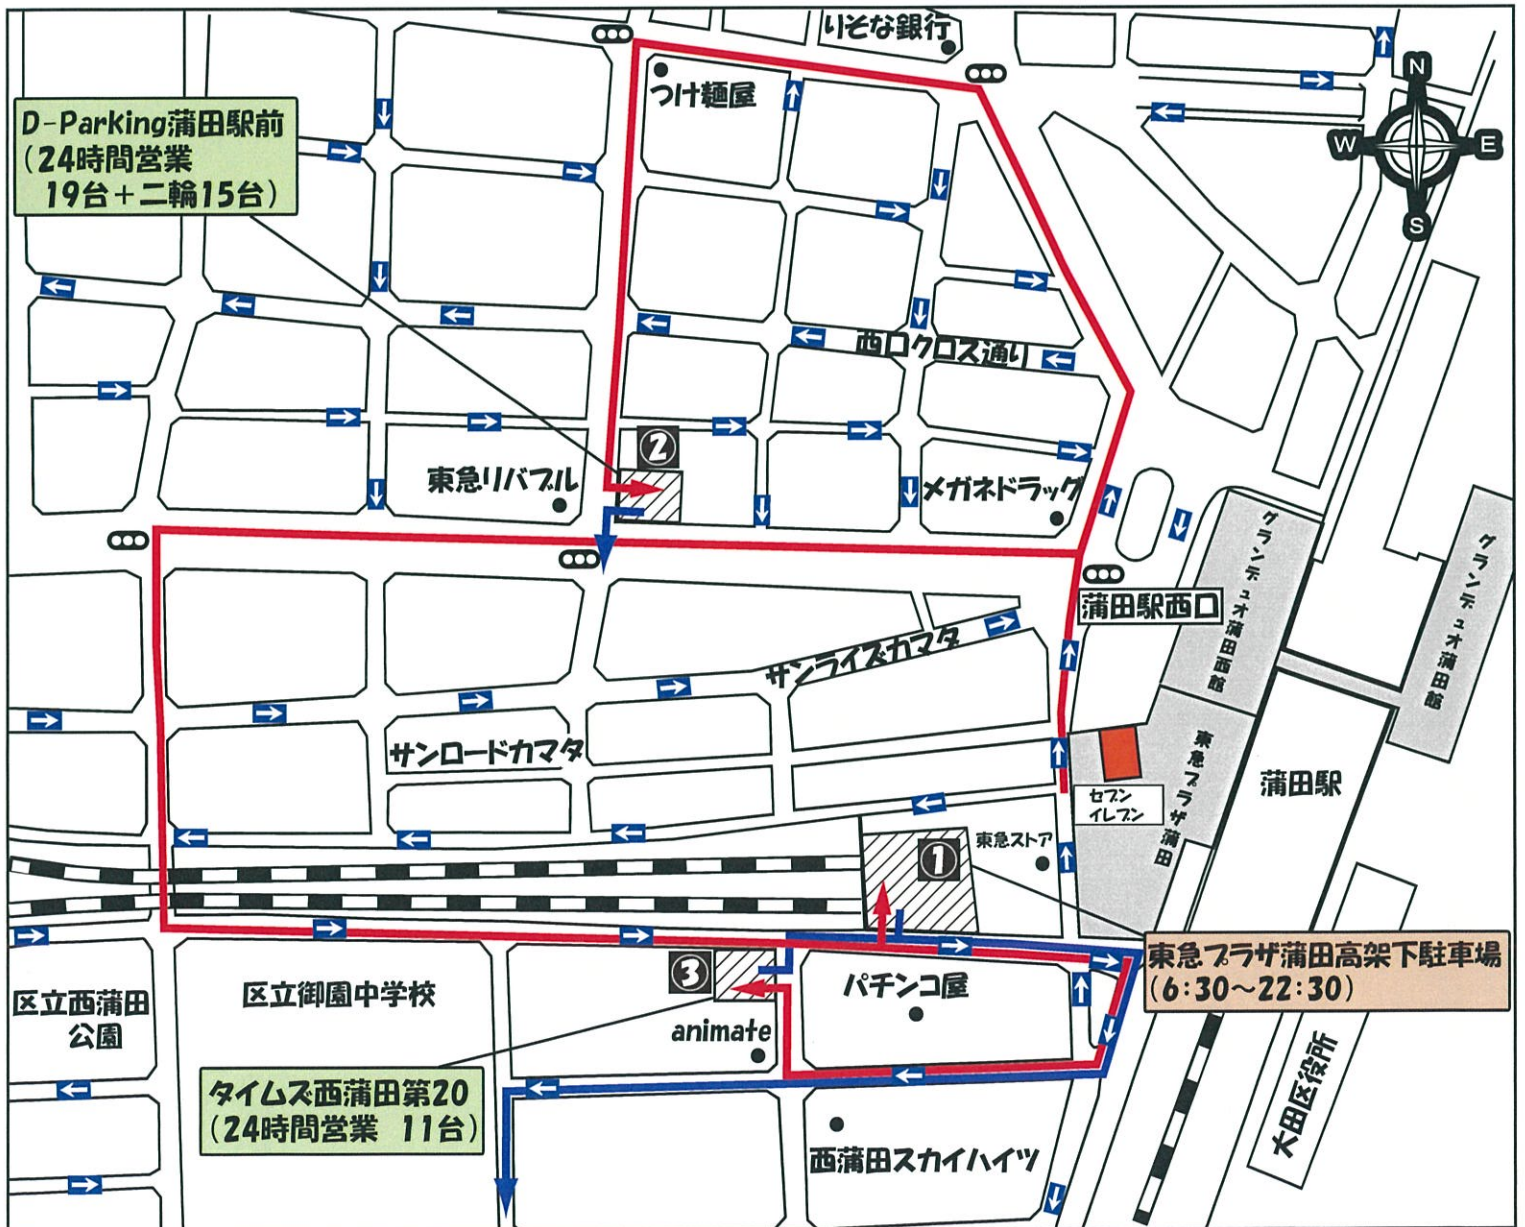 りそな銀行
つけ麺屋
N
W
E
S
D-Parking蒲田駅前
(24時間営業
19台+二輪15台)
西口クロス通り
②
東急リバブル
メガネドラッグ
グランデュオ蒲田西館
グランデュオ蒲田館
蒲田駅西口
サンライズカマタ
サンロードカマタ
東急プラザ蒲田
蒲田駅
セブン
イレブン
①
東急ストア
東急プラザ蒲田高架下駐車場
(6:30～22:30)
③
パチンコ屋
区立西蒲田
公園
区立御園中学校
animate
大田区役所
タイムズ西蒲田第20
(24時間営業 11台)
西蒲田スカイハイツ